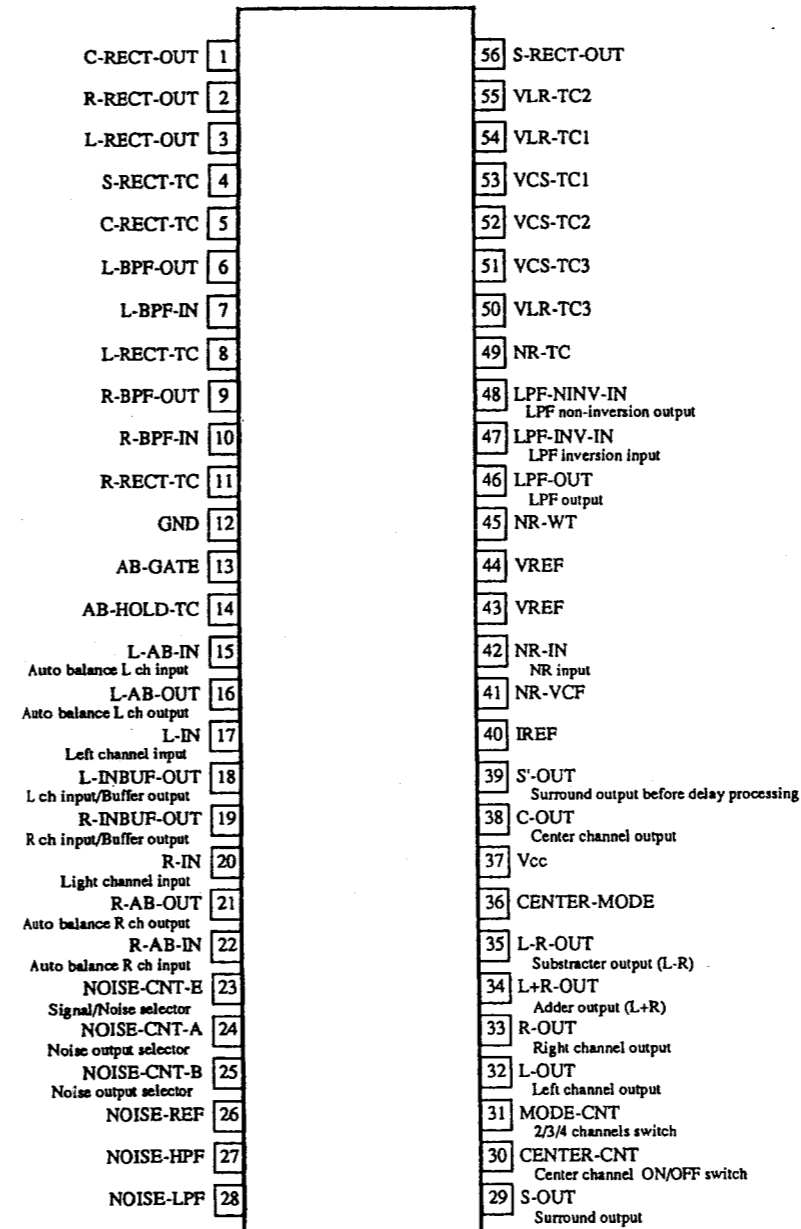 C-RECT-OUT 1
R-RECT-OUT 2
L-RECT-OUT 3
S-RECT-TC 4
C-RECT-TC 5
L-BPF-OUT 6
L-BPF-IN 7
L-RECT-TC 8
R-BPF-OUT 9
R-BPF-IN 10
R-RECT-TC 11
GND 12
AB-GATE 13
AB-HOLD-TC 14
L-AB-IN 15
Auto balance L ch input
L-AB-OUT 16
Auto balance L ch output
L-IN 17
Left channel input
L-INBUF-OUT 18
L ch input/Buffer output
R-INBUF-OUT 19
R ch input/Buffer output
R-IN 20
Light channel input
R-AB-OUT 21
Auto balance R ch output
R-AB-IN 22
Auto balance R ch input
NOISE-CNT-E 23
Signal/Noise selector
NOISE-CNT-A 24
Noise output selector
NOISE-CNT-B 25
Noise output selector
NOISE-REF 26
NOISE-HPF 27
NOISE-LPF 28
56 S-RECT-OUT
55 VLR-TC2
54 VLR-TC1
53 VCS-TC1
52 VCS-TC2
51 VCS-TC3
50 VLR-TC3
49 NR-TC
48 LPF-NINV-IN
LPF non-inversion output
47 LPF-INV-IN
LPF inversion input
46 LPF-OUT
LPF output
45 NR-WT
44 VREF
43 VREF
42 NR-IN
NR input
41 NR-VCF
40 IREF
39 S'-OUT
Surround output before delay processing
38 C-OUT
Center channel output
37 Vcc
36 CENTER-MODE
35 L-R-OUT
Substracter output (L-R)
34 L+R-OUT
Adder output (L+R)
33 R-OUT
Right channel output
32 L-OUT
Left channel output
31 MODE-CNT
2/3/4 channels switch
30 CENTER-CNT
Center channel ON/OFF switch
29 S-OUT
Surround output